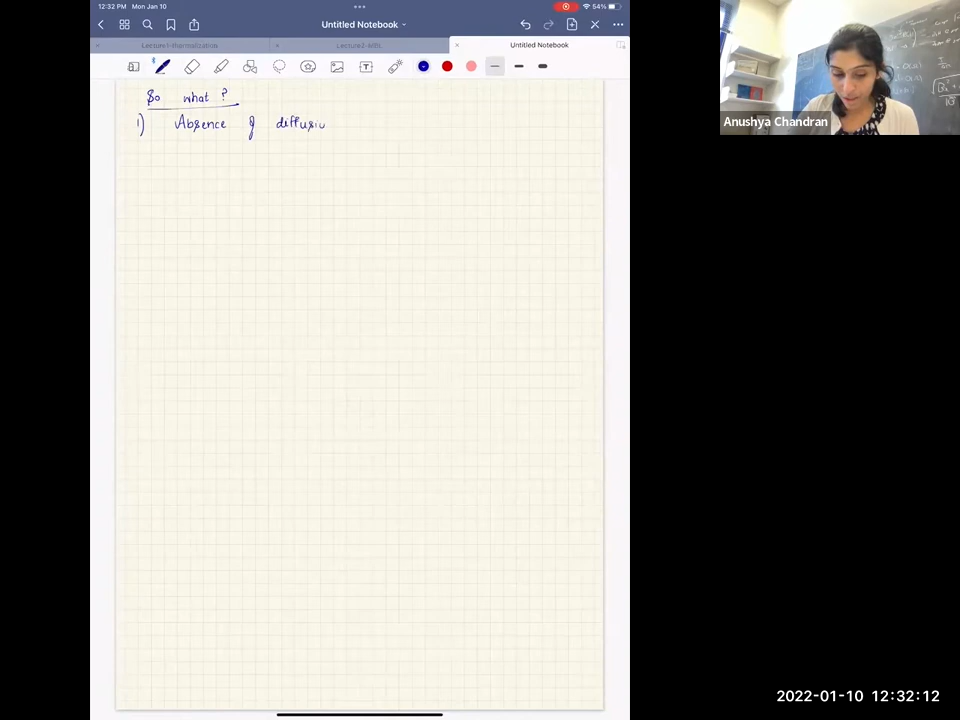 12:32 PM Mon Jan 10
54%
Untitled Notebook
Lecture1-thermalization
Lecture2-MBL
Untitled Notebook
So what ?
1) Absence of diffusiv
Anushya Chandran
2022-01-10 12:32:12